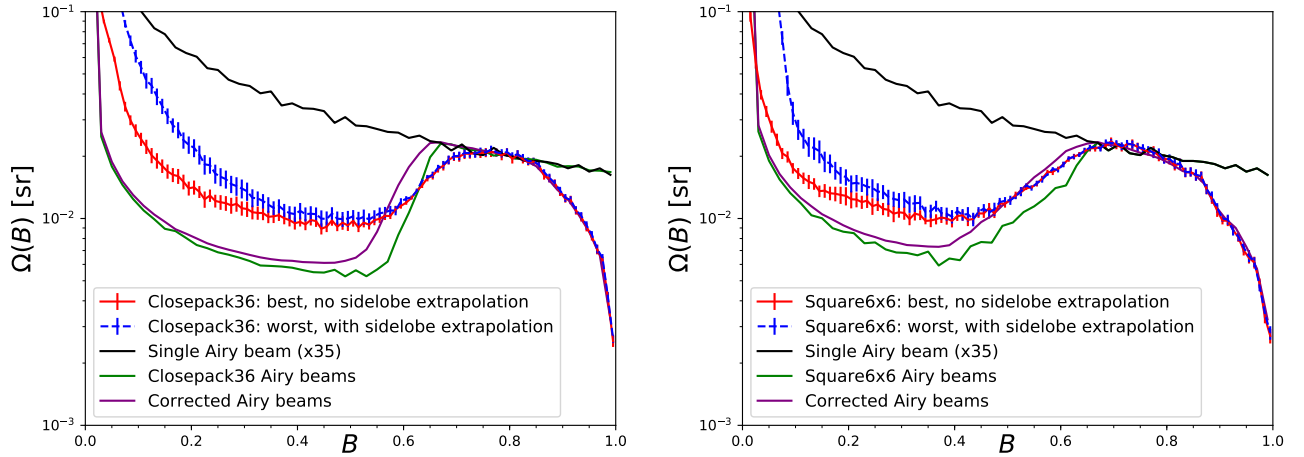 10⁻¹
10⁻²
10⁻³
Ω(B) [sr]
Closepack36: best, no sidelobe extrapolation
Closepack36: worst, with sidelobe extrapolation
Single Airy beam (x35)
Closepack36 Airy beams
Corrected Airy beams
0.0 0.2 0.4 0.6 0.8 1.0
B
10⁻¹
10⁻²
10⁻³
Ω(B) [sr]
Square6x6: best, no sidelobe extrapolation
Square6x6: worst, with sidelobe extrapolation
Single Airy beam (x35)
Square6x6 Airy beams
Corrected Airy beams
0.0 0.2 0.4 0.6 0.8 1.0
B